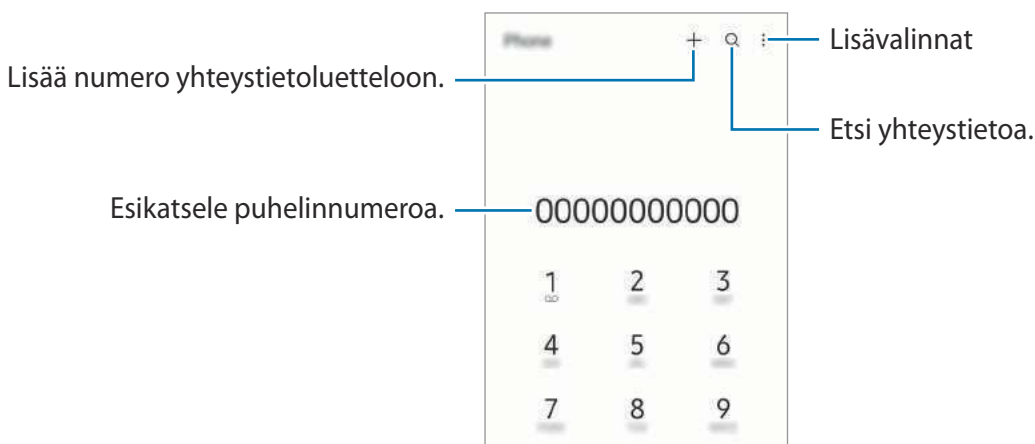 Phone
Lisävalinnat
Lisää numero yhteystietoluetteloon.
Etsi yhteystietoa.
Esikatsele puhelinnumeroa.
00000000000
1 2 3
4 5 6
7 8 9